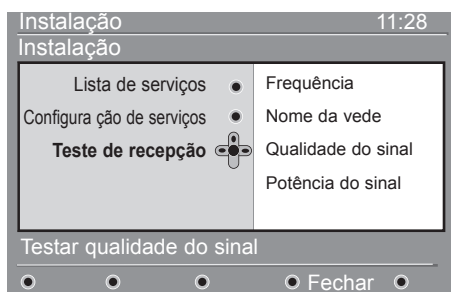 Instalação 11:28
Instalação
Lista de serviços
Configura ção de serviços
Teste de recepção
Frequência
Nome da vede
Qualidade do sinal
Potência do sinal
Testar qualidade do sinal
Fechar